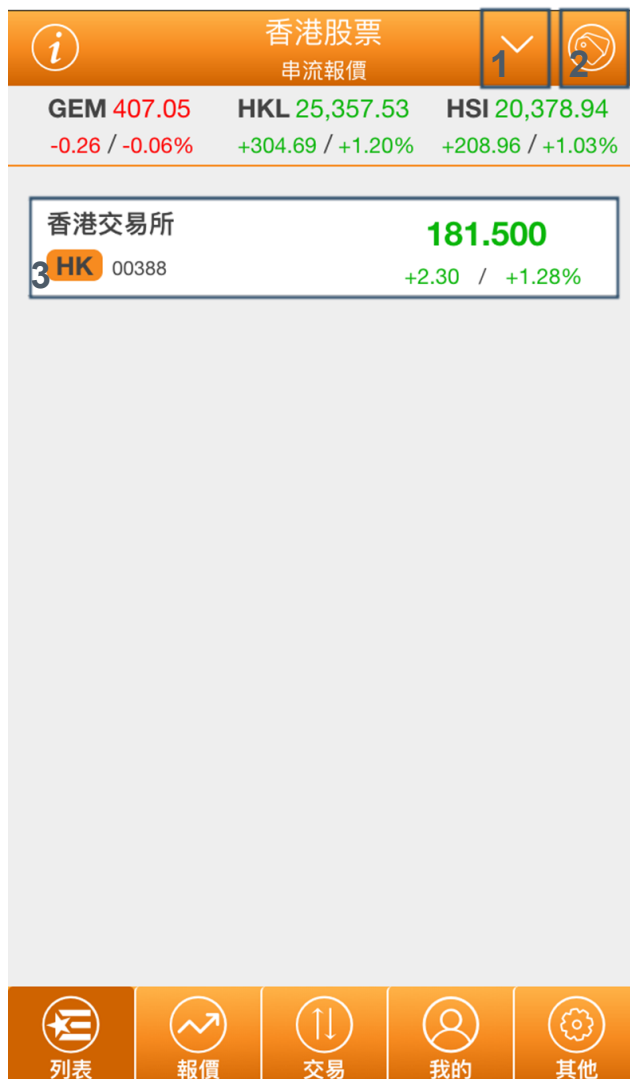 香港股票
串流報價
1
2
GEM 407.05 HKL 25,357.53 HSI 20,378.94
-0.26 / -0.06% +304.69 / +1.20% +208.96 / +1.03%
香港交易所 181.500
3 HK 00388 +2.30 / +1.28%
列表 報價 交易 我的 其他